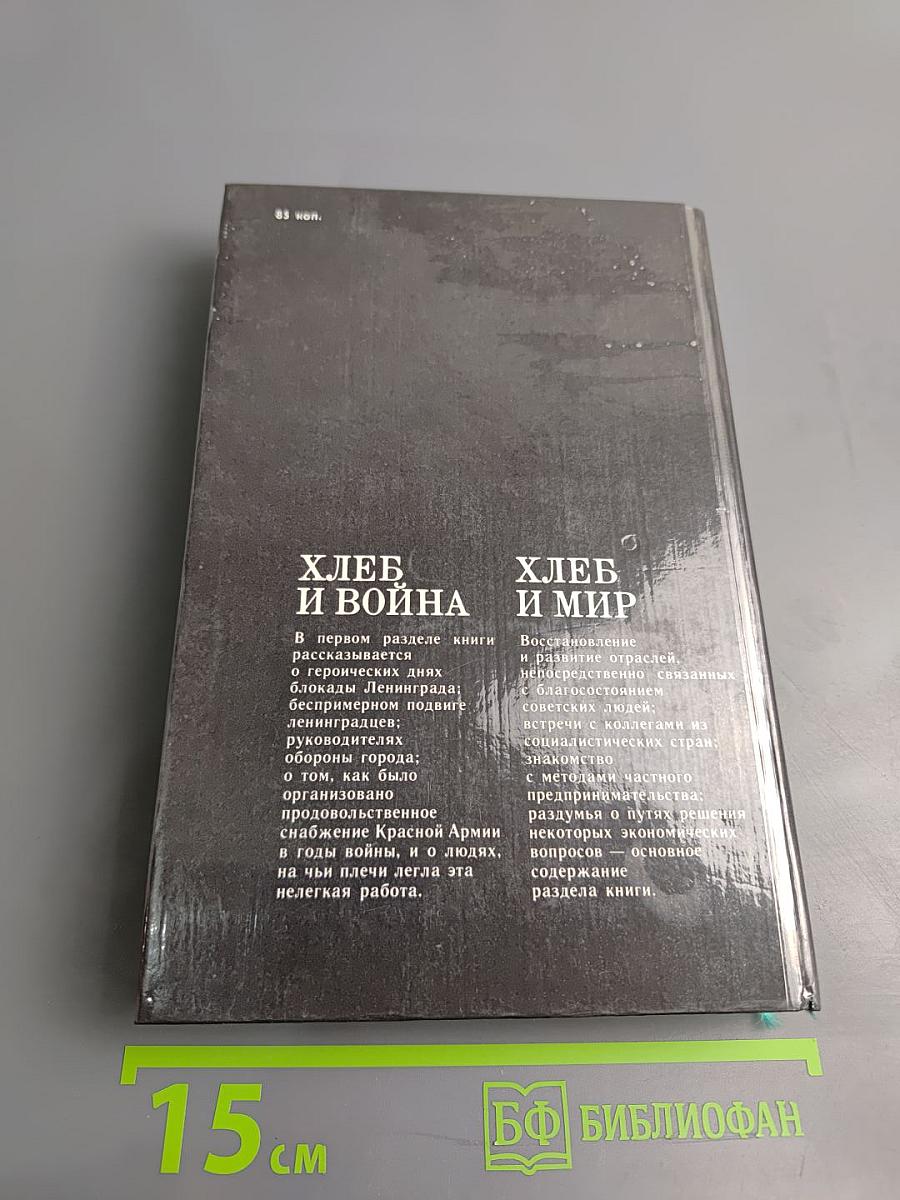 85 коп.
ХЛЕБ
И ВОЙНА
В первом разделе книги
рассказывается
о героических днях
блокады Ленинграда;
беспримерном подвиге
ленинградцев;
руководителях
обороны города;
о том, как было
организовано
продовольственное
снабжение Красной Армии
в годы войны, и о людях,
на чьи плечи легла эта
нелегкая работа.
ХЛЕБ
И МИР
Восстановление
и развитие отраслей,
непосредственно связанных
с благосостоянием
советских людей;
встречи с коллегами из
социалистических стран;
знакомство
с методами частного
предпринимательства;
раздумья о путях решения
некоторых экономических
вопросов — основное
содержание
раздела книги.
15 см
БФ БИБЛИОФАН